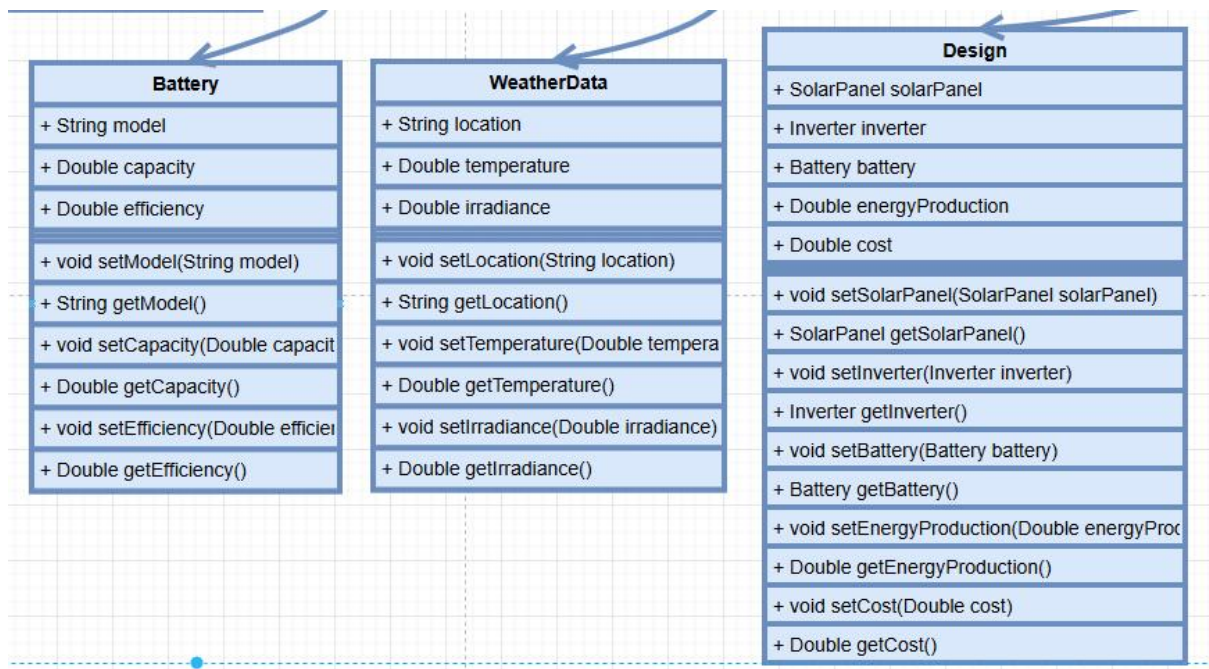 Battery
+ String model
+ Double capacity
+ Double efficiency
+ void setModel(String model)
+ String getModel()
+ void setCapacity(Double capacit
+ Double getCapacity()
+ void setEfficiency(Double efficier
+ Double getEfficiency()
WeatherData
+ String location
+ Double temperature
+ Double irradiance
+ void setLocation(String location)
+ String getLocation()
+ void setTemperature(Double tempera
+ Double getTemperature()
+ void setIrradiance(Double irradiance)
+ Double getIrradiance()
Design
+ SolarPanel solarPanel
+ Inverter inverter
+ Battery battery
+ Double energyProduction
+ Double cost
+ void setSolarPanel(SolarPanel solarPanel)
+ SolarPanel getSolarPanel()
+ void setInverter(Inverter inverter)
+ Inverter getInverter()
+ void setBattery(Battery battery)
+ Battery getBattery()
+ void setEnergyProduction(Double energyProc
+ Double getEnergyProduction()
+ void setCost(Double cost)
+ Double getCost()